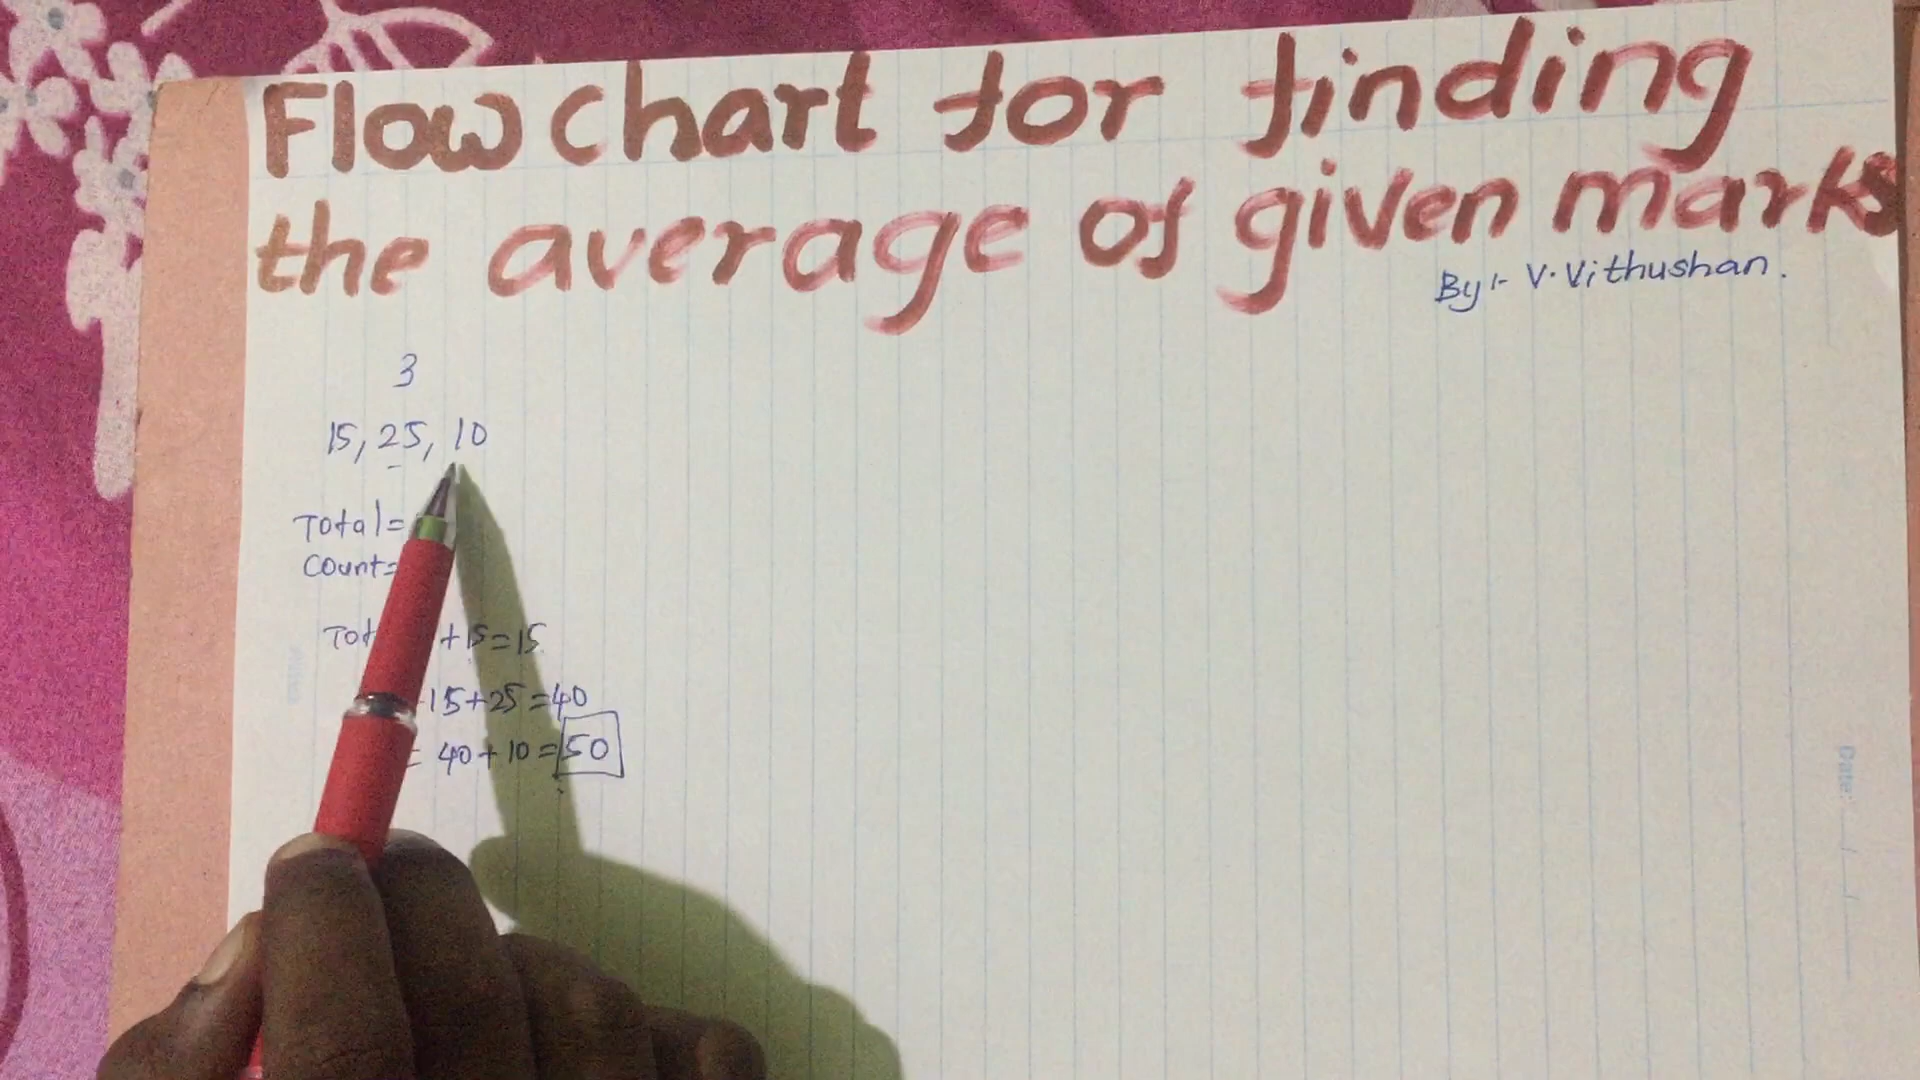 Flow chart for finding
the average of given marks
By:- V. Vithushan.
3
15, 25, 10
Total=
Count=
+15=15
15+25=40
= 40+10=50
Date: